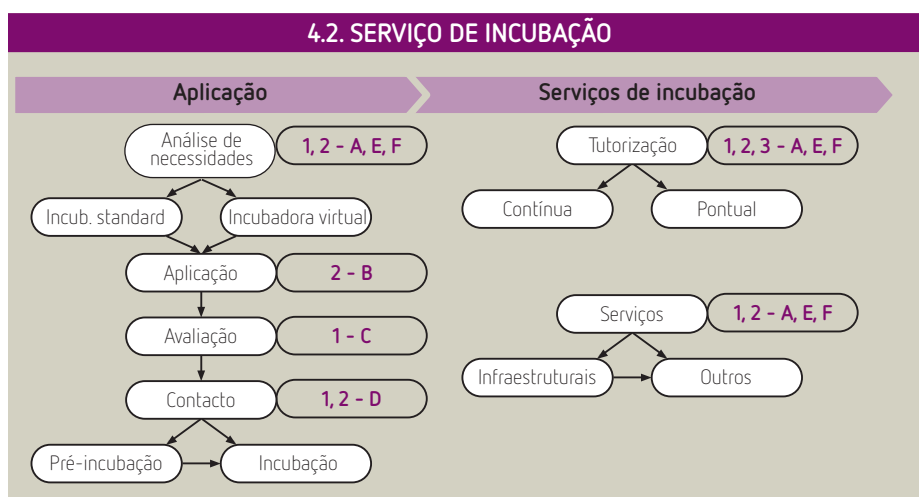 4.2. SERVIÇO DE INCUBAÇÃO
Aplicação
Análise de
necessidades
1, 2 - A, E, F
Incub. standard
Incubadora virtual
Aplicação
2 - B
Avaliação
1 - C
Contacto
1, 2 - D
Pré-incubação
Incubação
Serviços de incubação
Tutorização
1, 2, 3 - A, E, F
Contínua
Pontual
Serviços
1, 2 - A, E, F
Infraestruturais
Outros